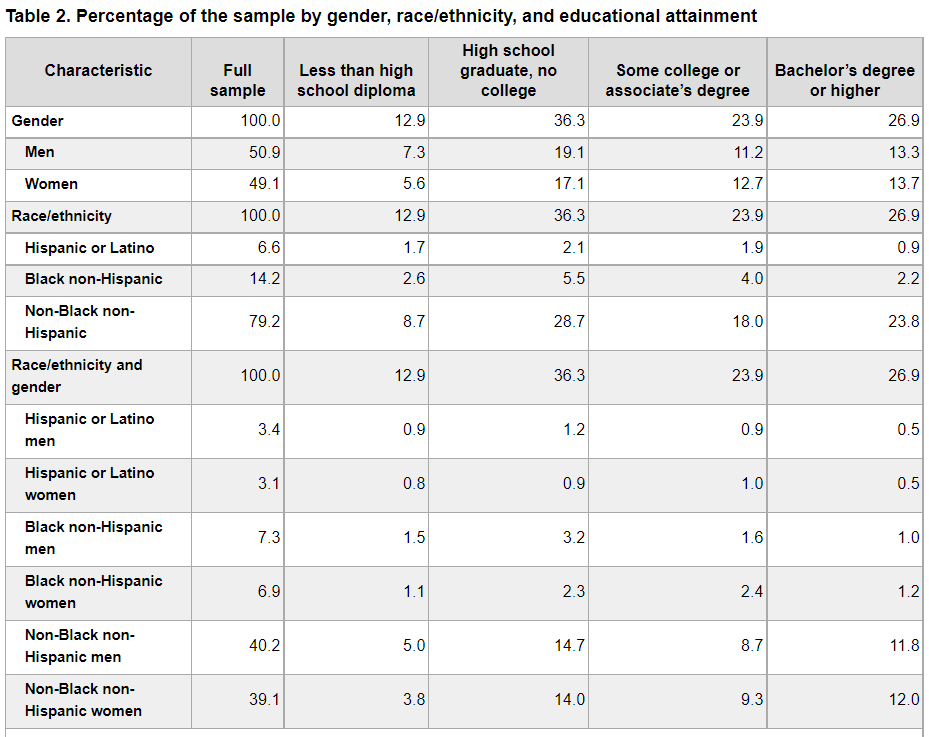 Table 2. Percentage of the sample by gender, race/ethnicity, and educational attainment
Characteristic Full sample Less than high school diploma High school graduate, no college Some college or associate's degree Bachelor's degree or higher
Gender 100.0 12.9 36.3 23.9 26.9
Men 50.9 7.3 19.1 11.2 13.3
Women 49.1 5.6 17.1 12.7 13.7
Race/ethnicity 100.0 12.9 36.3 23.9 26.9
Hispanic or Latino 6.6 1.7 2.1 1.9 0.9
Black non-Hispanic 14.2 2.6 5.5 4.0 2.2
Non-Black non-Hispanic 79.2 8.7 28.7 18.0 23.8
Race/ethnicity and gender 100.0 12.9 36.3 23.9 26.9
Hispanic or Latino men 3.4 0.9 1.2 0.9 0.5
Hispanic or Latino women 3.1 0.8 0.9 1.0 0.5
Black non-Hispanic men 7.3 1.5 3.2 1.6 1.0
Black non-Hispanic women 6.9 1.1 2.3 2.4 1.2
Non-Black non-Hispanic men 40.2 5.0 14.7 8.7 11.8
Non-Black non-Hispanic women 39.1 3.8 14.0 9.3 12.0